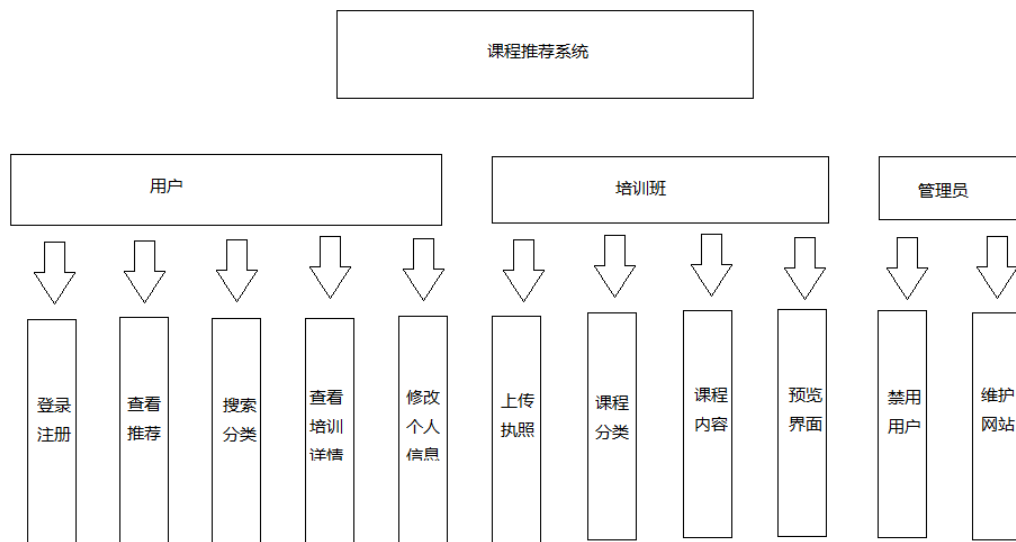 课程推荐系统
用户
培训班
管理员
登录
注册
查看
推荐
搜索
分类
查看
培训
详情
修改
个人
信息
上传
执照
课程
分类
课程
内容
预览
界面
禁用
用户
维护
网站